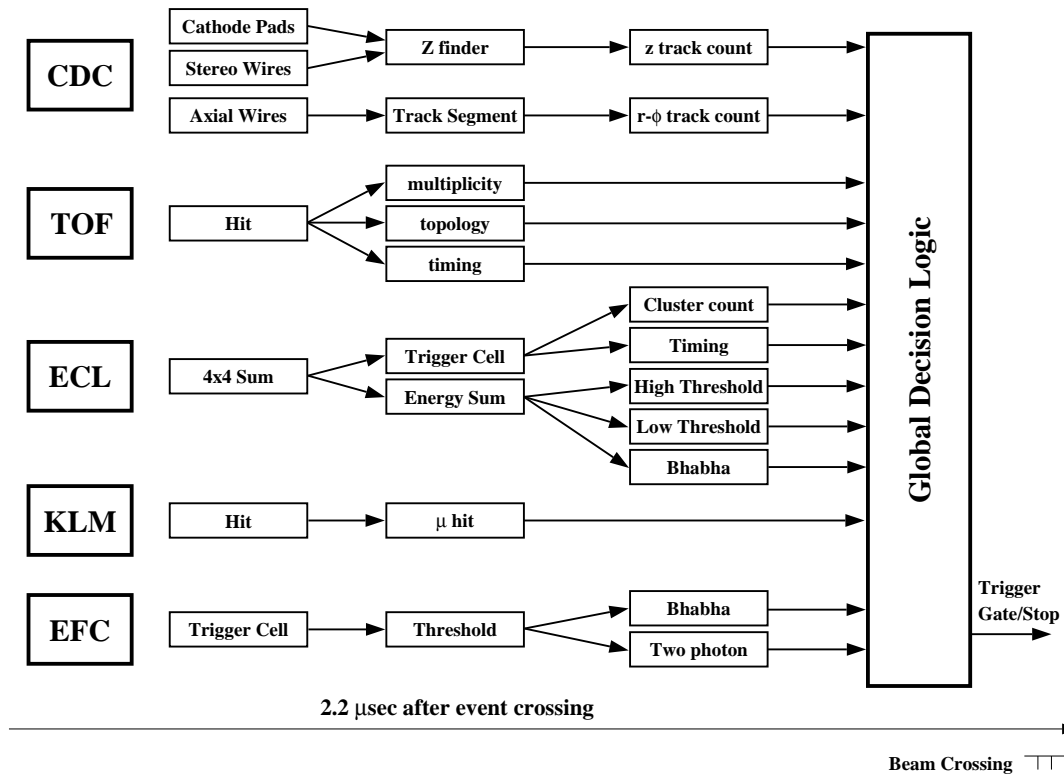 CDC
Cathode Pads
Stereo Wires
Z finder
z track count
Axial Wires
Track Segment
r-φ track count
TOF
Hit
multiplicity
topology
timing
ECL
4x4 Sum
Trigger Cell
Energy Sum
Cluster count
Timing
High Threshold
Low Threshold
Bhabha
KLM
Hit
μ hit
EFC
Trigger Cell
Threshold
Bhabha
Two photon
Global Decision Logic
Trigger
Gate/Stop
2.2 μsec after event crossing
Beam Crossing